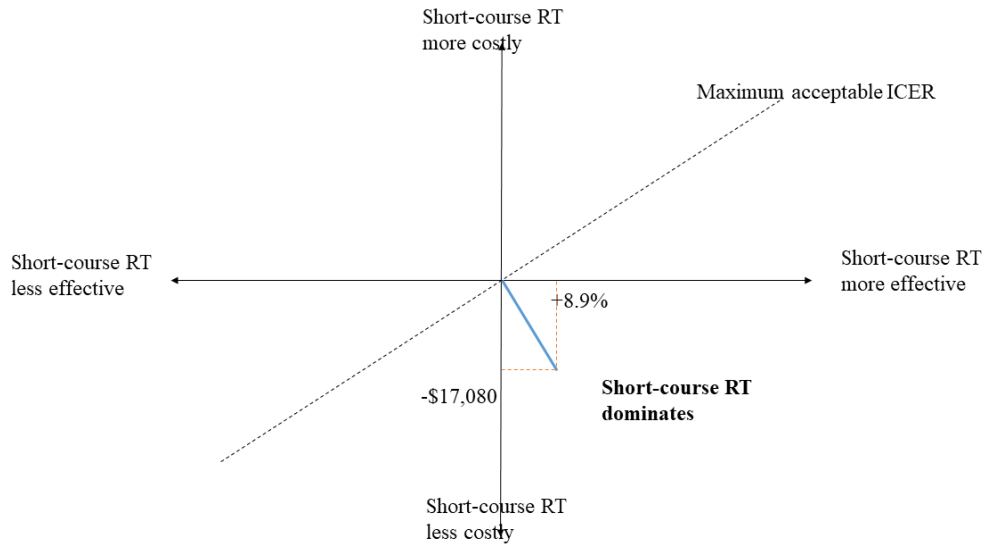 Short-course RT
more costly
Maximum acceptable ICER
Short-course RT
less effective
Short-course RT
more effective
+8.9%
-$17,080
Short-course RT
dominates
Short-course RT
less costly